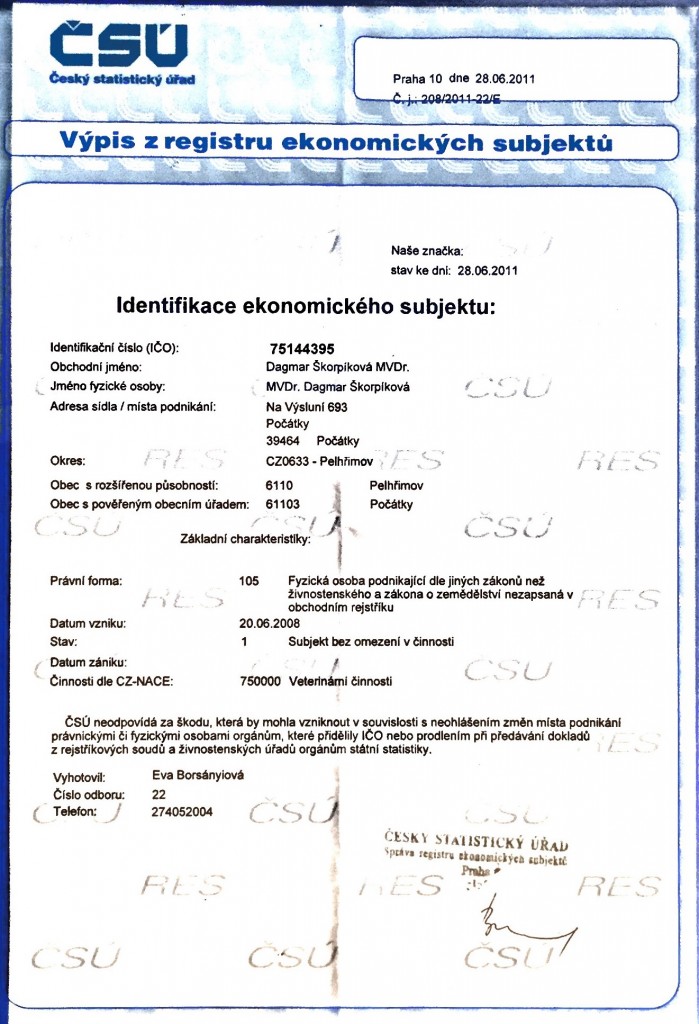 ČSÚ
Český statistický úřad
Praha 10 dne 28.06.2011
Č. j.: 208/2011-22/E
Výpis z registru ekonomických subjektů
Naše značka:
stav ke dni: 28.06.2011
Identifikace ekonomického subjektu:
Identifikační číslo (IČO): 75144395
Obchodní jméno: Dagmar Škorpíková MVDr.
Jméno fyzické osoby: MVDr. Dagmar Škorpíková
Adresa sídla / místa podnikání: Na Výsluní 693
Počátky
39464 Počátky
Okres: CZ0633 - Pelhřimov
Obec s rozšířenou působností: 6110 Pelhřimov
Obec s pověřeným obecním úřadem: 61103 Počátky
Základní charakteristiky:
Právní forma: 105 Fyzická osoba podnikající dle jiných zákonů než
živnostenského a zákona o zemědělství nezapsaná v
obchodním rejstříku
Datum vzniku: 20.06.2008
Stav: 1 Subjekt bez omezení v činnosti
Datum zániku:
Činnosti dle CZ-NACE: 750000 Veterinární činnosti
ČSÚ neodpovídá za škodu, která by mohla vzniknout v souvislosti s neohlášením změn místa podnikání
právnickými či fyzickými osobami orgánům, které přidělily IČO nebo prodlením při předávání dokladů
z rejstříkových soudů a živnostenských úřadů orgánům státní statistiky.
Vyhotovil: Eva Borsányiová
Číslo odboru: 22
Telefon: 274052004
ČESKÝ STATISTICKÝ ÚŘAD
Správa registru ekonomických subjektů
Praha